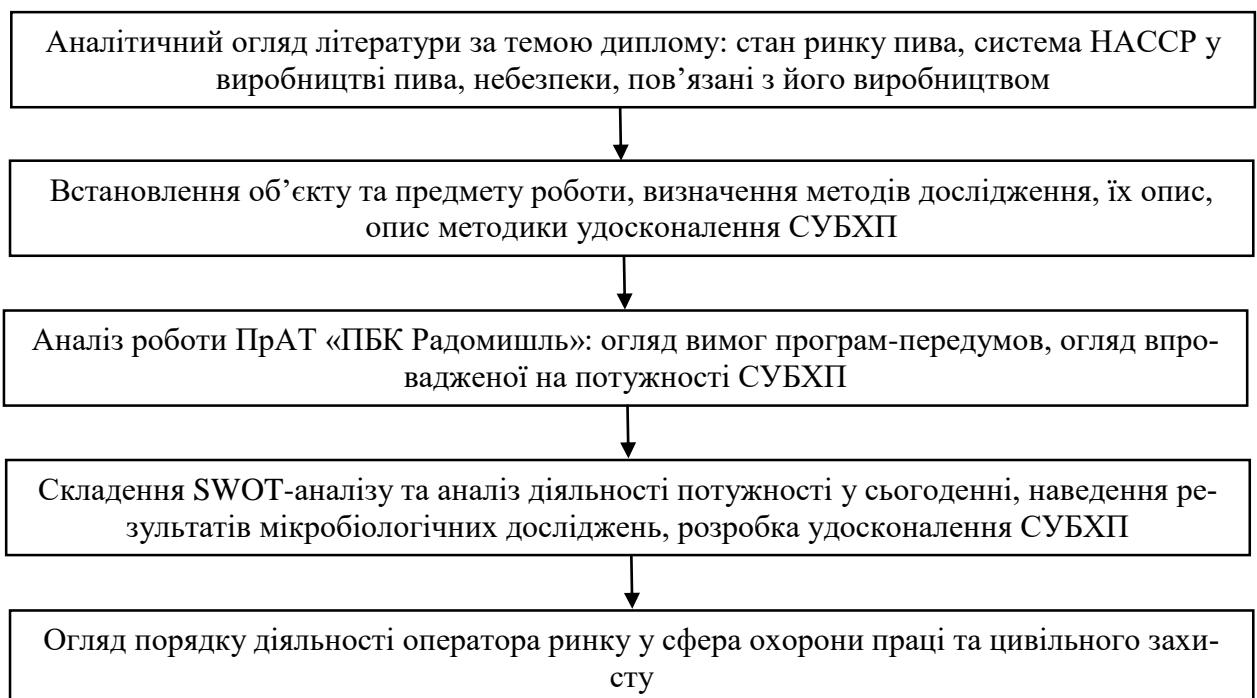 Аналітичний огляд літератури за темою диплому: стан ринку пива, система НАССР у
виробництві пива, небезпеки, пов’язані з його виробництвом
Встановлення об’єкту та предмету роботи, визначення методів дослідження, їх опис,
опис методики удосконалення СУБХП
Аналіз роботи ПрАТ «ПБК Радомишль»: огляд вимог програм-передумов, огляд впро-
вадженої на потужності СУБХП
Складення SWOT-аналізу та аналіз діяльності потужності у сьогоденні, наведення ре-
зультатів мікробіологічних досліджень, розробка удосконалення СУБХП
Огляд порядку діяльності оператора ринку у сфера охорони праці та цивільного захи-
сту